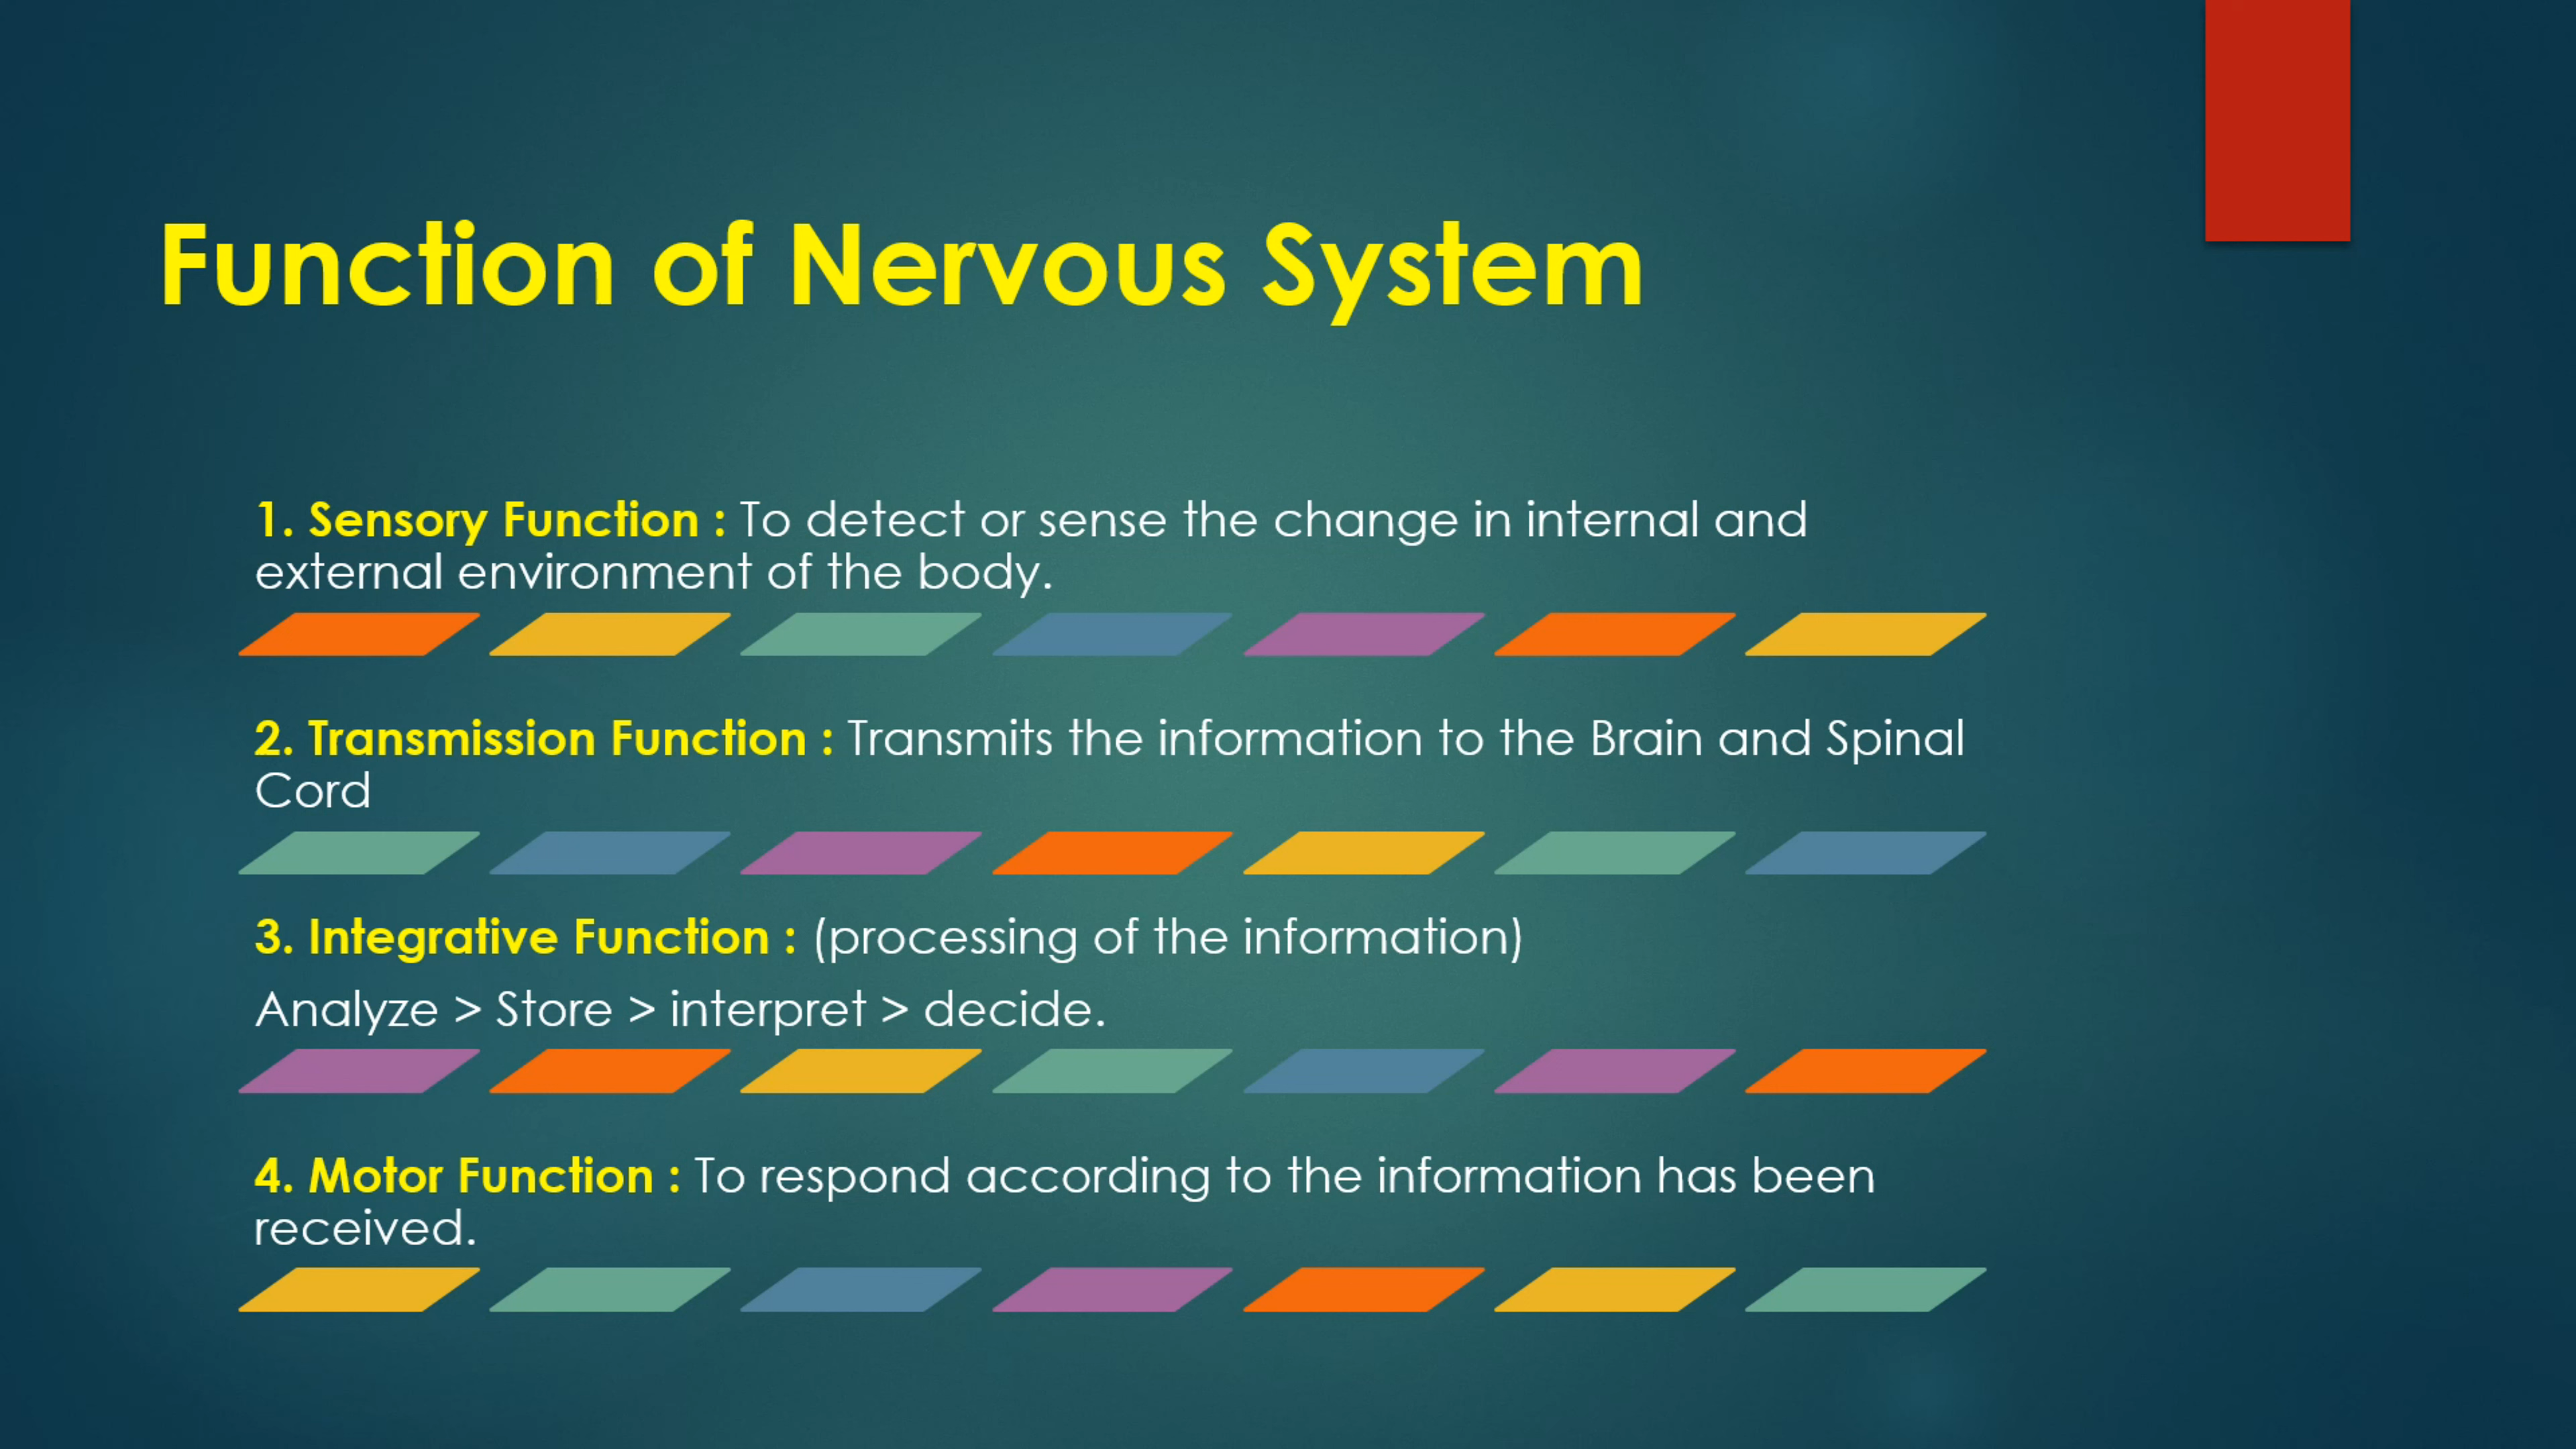 Function of Nervous System
1. Sensory Function : To detect or sense the change in internal and
external environment of the body.
2. Transmission Function : Transmits the information to the Brain and Spinal
Cord
3. Integrative Function : (processing of the information)
Analyze > Store > interpret > decide.
4. Motor Function : To respond according to the information has been
received.